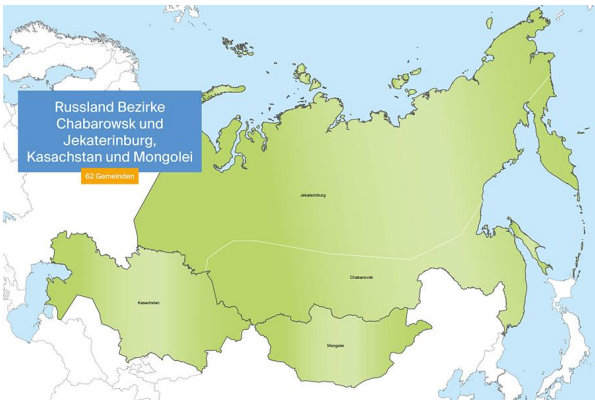 Russland Bezirke
Chabarowsk und
Jekaterinburg,
Kasachstan und Mongolei
62 Gemeinden
Jekaterinburg
Chabarowsk
Kasachstan
Mongolei